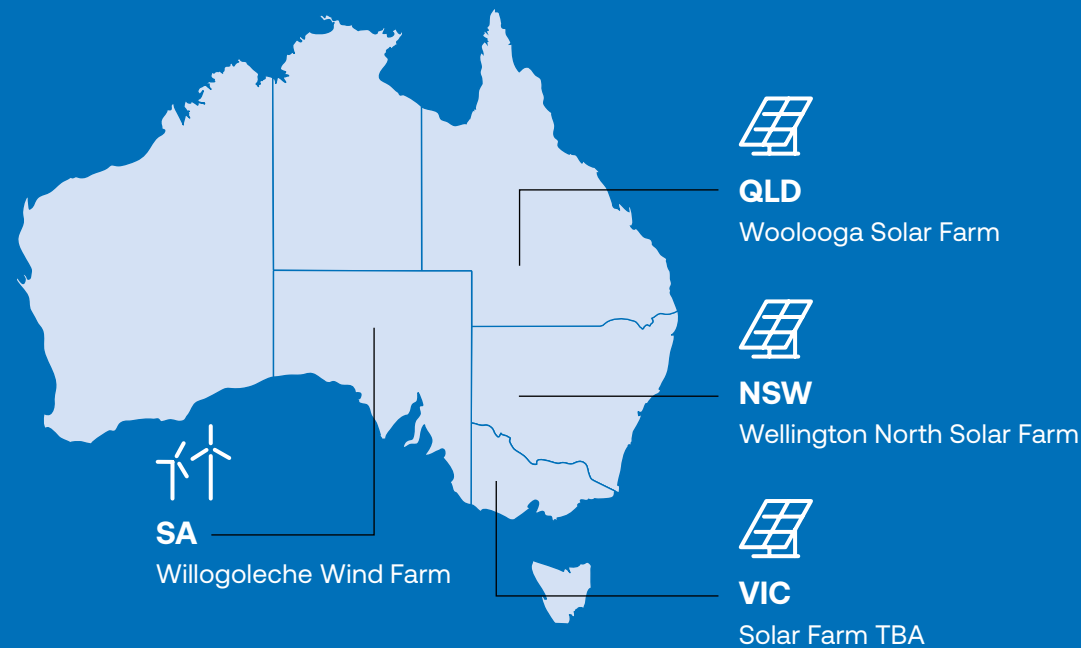 QLD
Woolooga Solar Farm
NSW
Wellington North Solar Farm
SA
Willogoleche Wind Farm
VIC
Solar Farm TBA